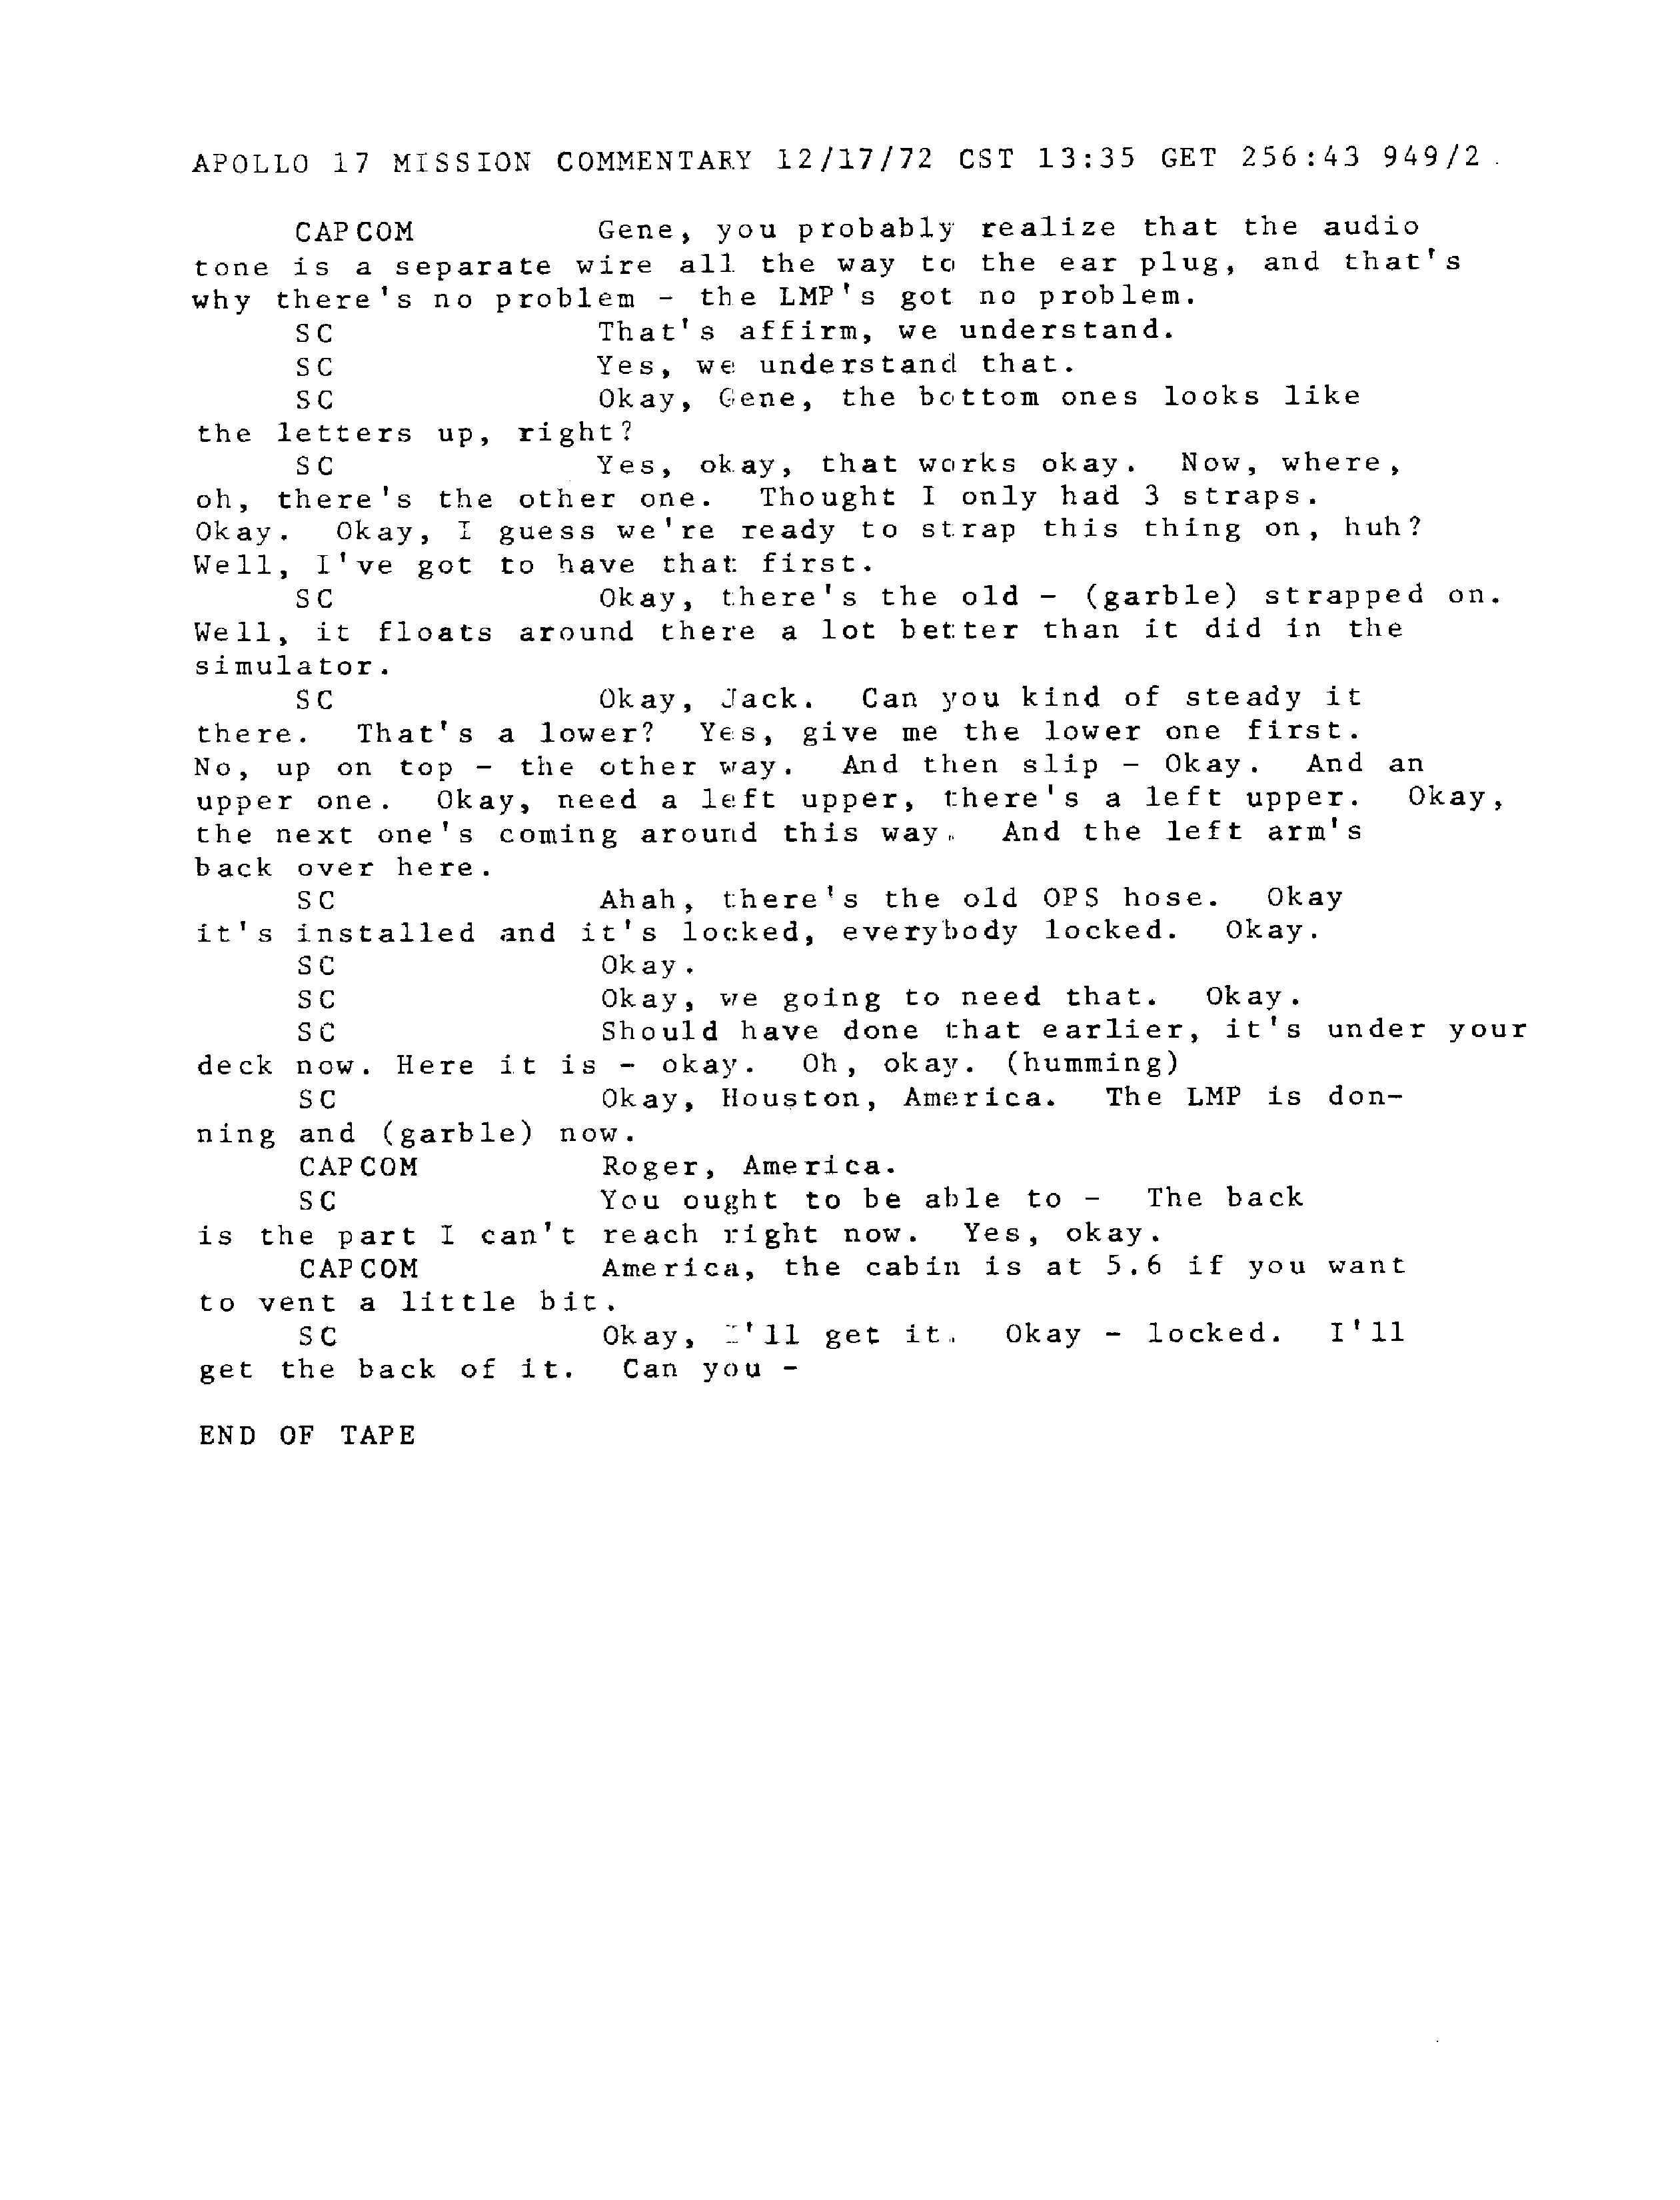 APOLLO 17 MISSION COMMENTARY 12/17/72 CST 13:35 GET 256:43 949/2
CAPCOM Gene, you probably realize that the audio
tone is a separate wire all the way to the ear plug, and that's
why there's no problem - the LMP's got no problem.
SC That's affirm, we understand.
SC Yes, we understand that.
SC Okay, Gene, the bottom ones looks like
the letters up, right?
SC Yes, okay, that works okay. Now, where,
oh, there's the other one. Thought I only had 3 straps.
Okay. Okay, I guess we're ready to strap this thing on, huh?
Well, I've got to have that first.
SC Okay, there's the old - (garble) strapped on.
Well, it floats around there a lot better than it did in the
simulator.
SC Okay, Jack. Can you kind of steady it
there. That's a lower? Yes, give me the lower one first.
No, up on top - the other way. And then slip - Okay. And an
upper one. Okay, need a left upper, there's a left upper. Okay,
the next one's coming around this way. And the left arm's
back over here.
SC Ahah, there's the old OPS hose. Okay
it's installed and it's locked, everybody locked. Okay.
SC Okay.
SC Okay, we going to need that. Okay.
SC Should have done that earlier, it's under your
deck now. Here it is - okay. Oh, okay. (humming)
SC Okay, Houston, America. The LMP is don-
ning and (garble) now.
CAPCOM Roger, America.
SC You ought to be able to - The back
is the part I can't reach right now. Yes, okay.
CAPCOM America, the cabin is at 5.6 if you want
to vent a little bit.
SC Okay, I'll get it. Okay - locked. I'll
get the back of it. Can you -
END OF TAPE